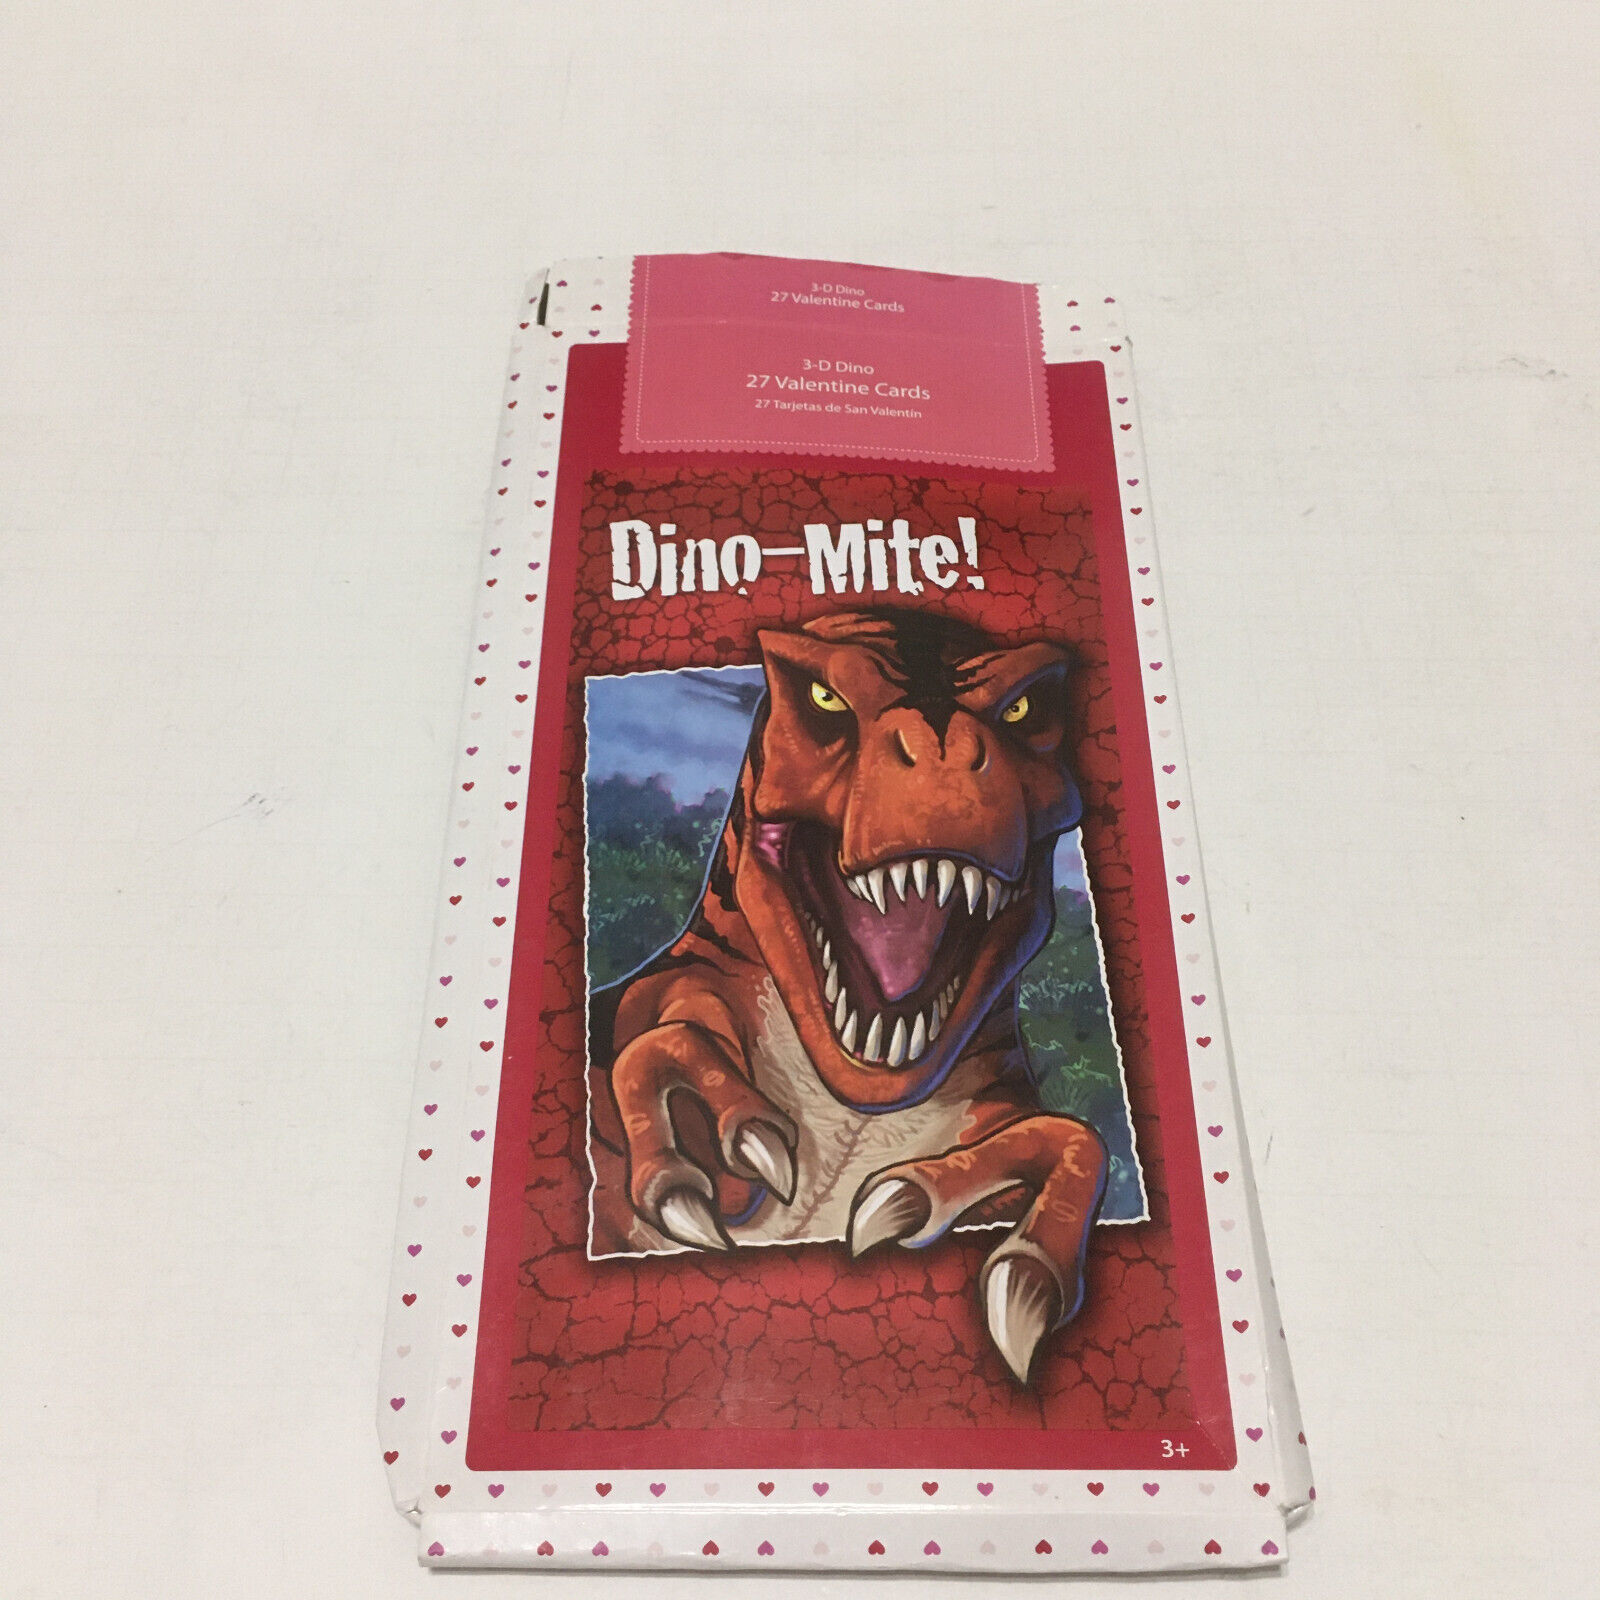 3-D Dino
27 Valentine Cards
3-D Dino
27 Valentine Cards
27 Tarjetas de San Valentín
Dino-Mite!
3+